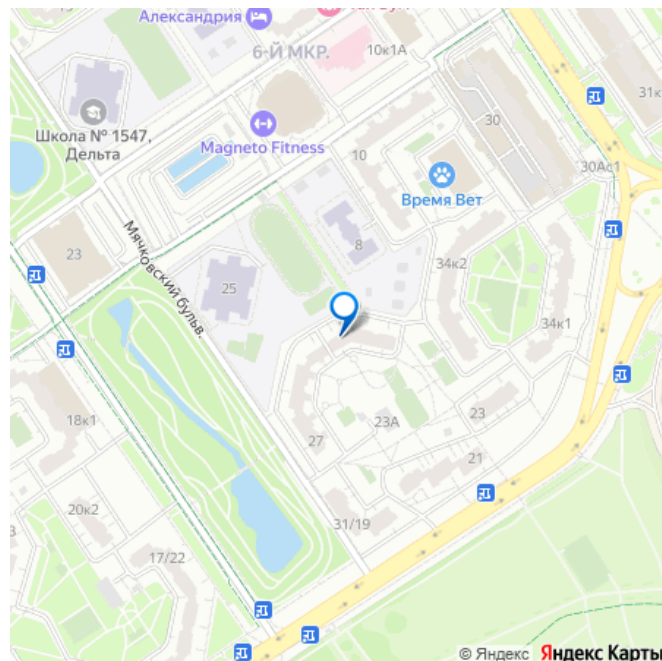 Александрия
6-Й МКР.
10к1А
31к
Школа № 1547,
Дельта
Magneto Fitness
30
10
30Ас1
Время Вет
8
23
Мячковский бульв.
25
34к2
34к1
18к1
27
23А
23
21
20к2
31/19
17/22
© Яндекс Яндекс Карты